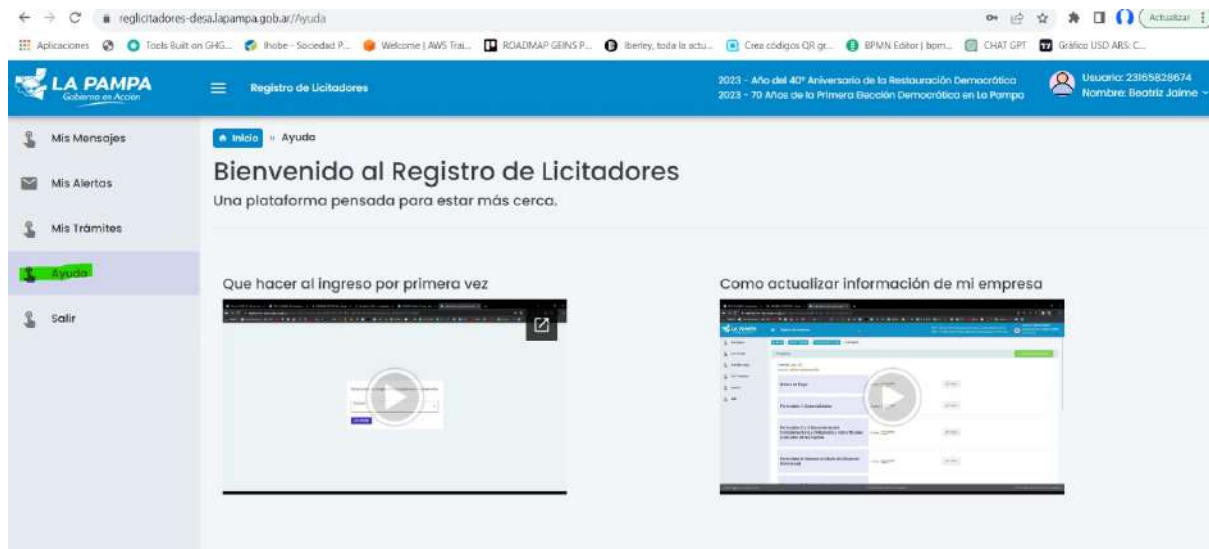 reglicitadores-desa.lapampa.gob.ar/Ayuda
Actualizar
Aplicaciones
Tools Built on GHG...
Ihobe - Sociedad P...
Welcome | AWS Trai...
ROADMAP GEINS P...
Iberley, toda la actu...
Crea códigos QR gr...
BPMN Editor | bpm...
CHAT GPT
Gráfico USD ARS: C...
LA PAMPA
Gobierno en Acción
Registro de Licitadores
2023 - Año del 40° Aniversario de la Restauración Democrática
2023 - 70 Años de la Primera Elección Democrática en La Pampa
Usuario: 23165828674
Nombre: Beatriz Jaime
Mis Mensajes
Mis Alertas
Mis Trámites
Ayuda
Salir
Inicio » Ayuda
Bienvenido al Registro de Licitadores
Una plataforma pensada para estar más cerca.
Que hacer al ingreso por primera vez
Como actualizar información de mi empresa
LA PAMPA